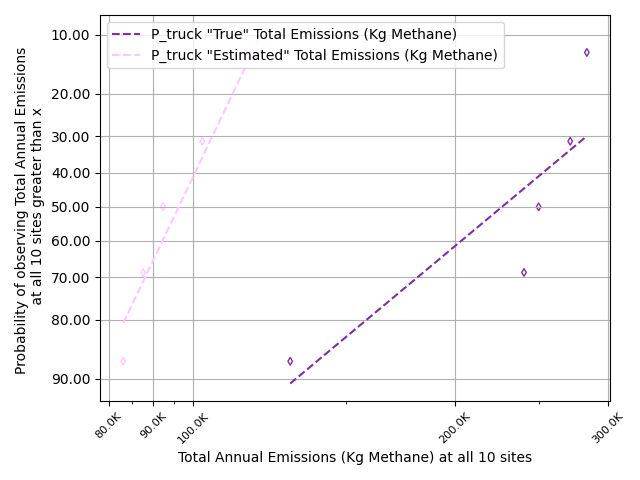 P_truck "True" Total Emissions (Kg Methane)
P_truck "Estimated" Total Emissions (Kg Methane)
Probability of observing Total Annual Emissions
at all 10 sites greater than x
10.00
20.00
30.00
40.00
50.00
60.00
70.00
80.00
90.00
80.0K
90.0K
100.0K
200.0K
300.0K
Total Annual Emissions (Kg Methane) at all 10 sites